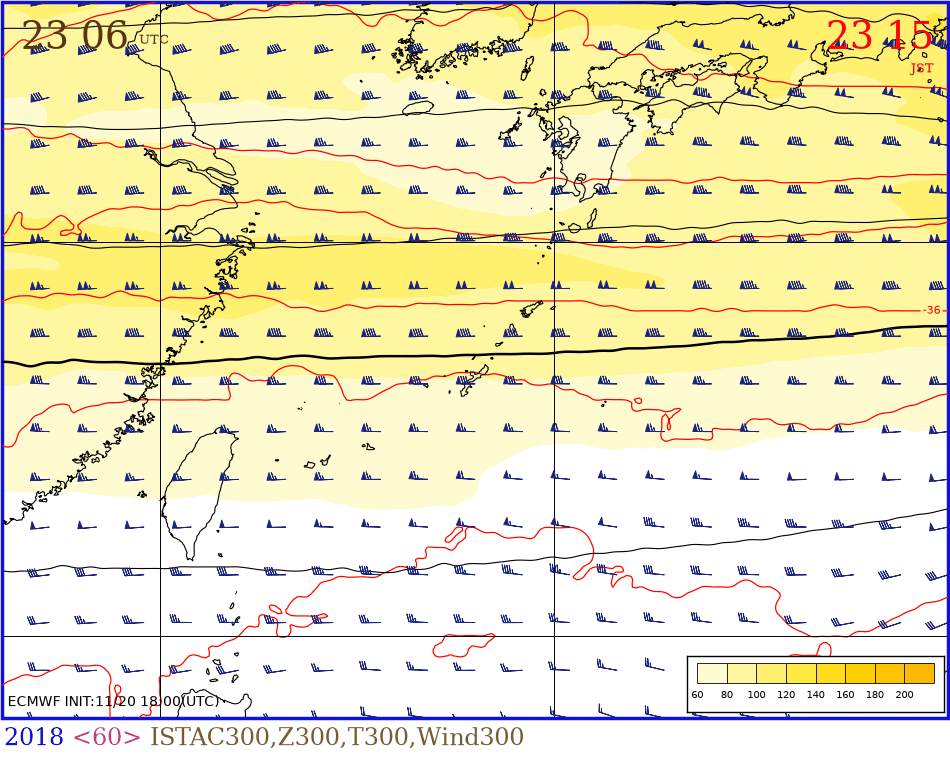 23 06 UTC
23 15
JST
-36
60 80 100 120 140 160 180 200
ECMWF INIT:11/20 18:00(UTC)
2018 <60> ISTAC300,Z300,T300,Wind300